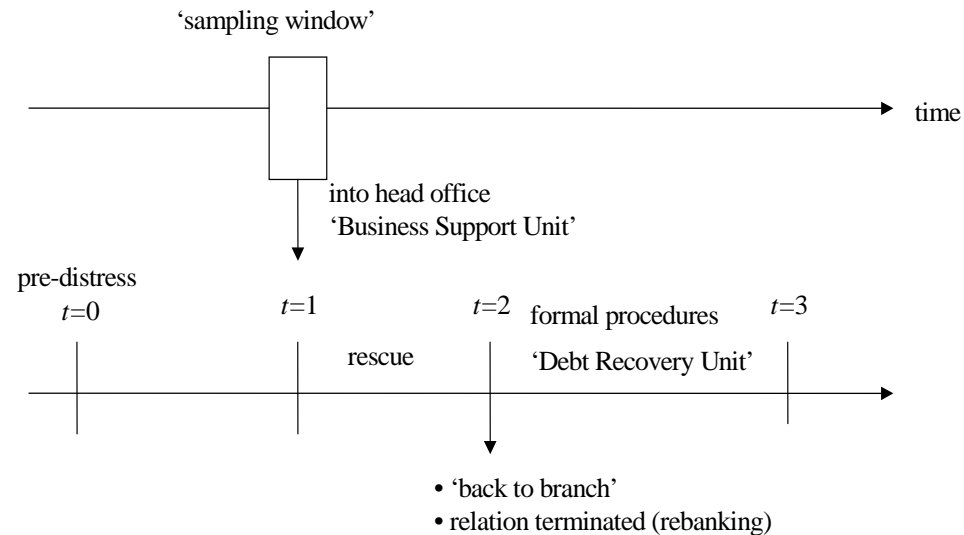 ‘sampling window’
time
into head office
‘Business Support Unit’
pre-distress
t=0
t=1
t=2
formal procedures
t=3
rescue
‘Debt Recovery Unit’
• ‘back to branch’
• relation terminated (rebanking)